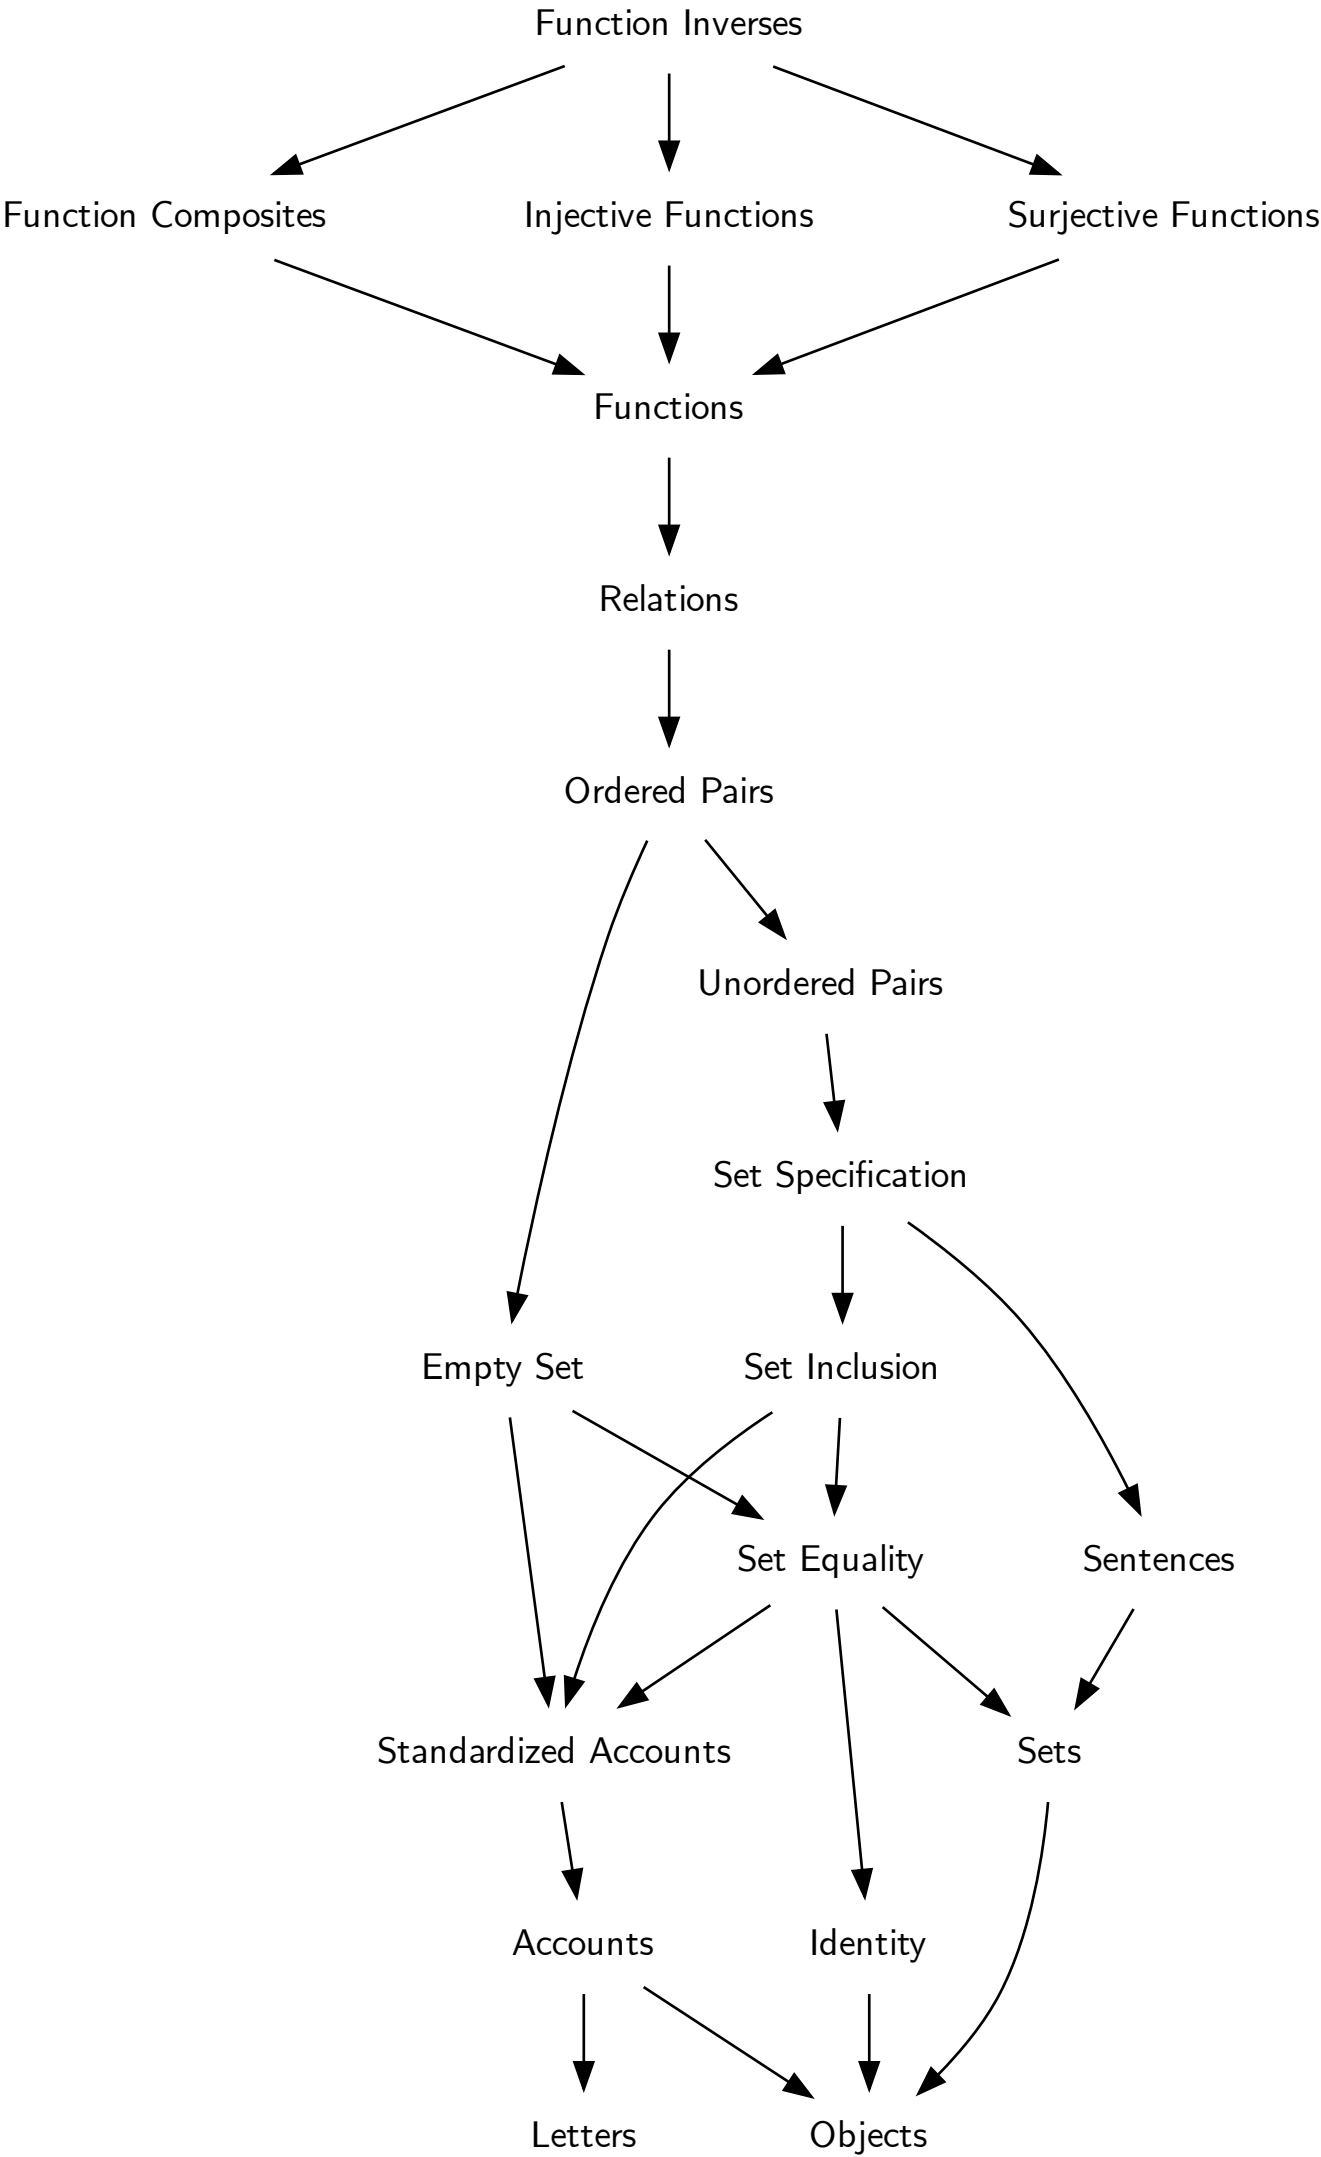 Function Inverses
Function Composites
Injective Functions
Surjective Functions
Functions
Relations
Ordered Pairs
Unordered Pairs
Set Specification
Empty Set
Set Inclusion
Set Equality
Sentences
Standardized Accounts
Sets
Accounts
Identity
Letters
Objects